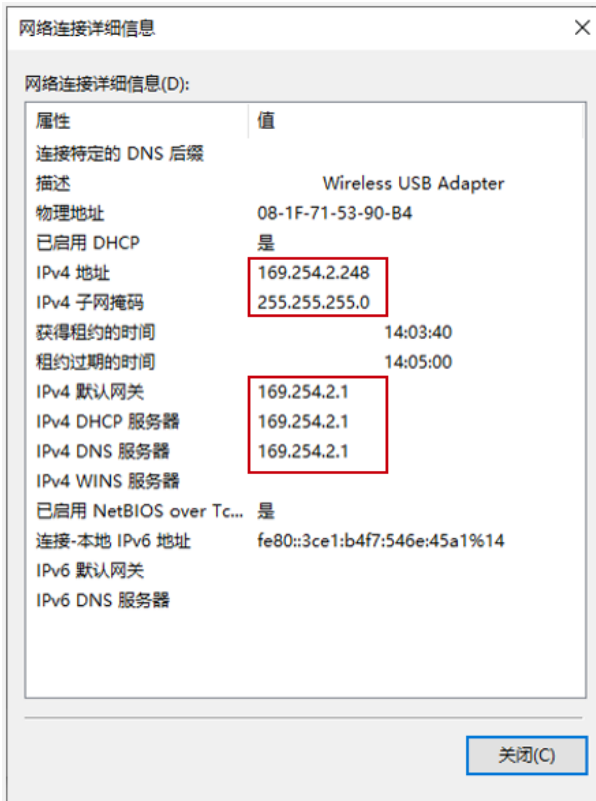 网络连接详细信息
网络连接详细信息(D):
属性 值
连接特定的 DNS 后缀
描述 Wireless USB Adapter
物理地址 08-1F-71-53-90-B4
已启用 DHCP 是
IPv4 地址 169.254.2.248
IPv4 子网掩码 255.255.255.0
获得租约的时间 14:03:40
租约过期的时间 14:05:00
IPv4 默认网关 169.254.2.1
IPv4 DHCP 服务器 169.254.2.1
IPv4 DNS 服务器 169.254.2.1
IPv4 WINS 服务器
已启用 NetBIOS over Tc... 是
连接-本地 IPv6 地址 fe80::3ce1:b4f7:546e:45a1%14
IPv6 默认网关
IPv6 DNS 服务器
关闭(C)